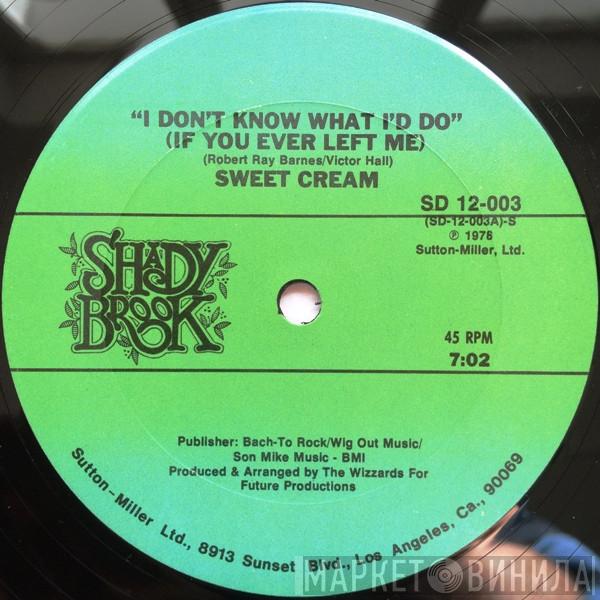 “I DON'T KNOW WHAT I'D DO”
(IF YOU EVER LEFT ME)
(Robert Ray Barnes/Victor Hall)
SWEET CREAM
SD 12-003
(SD-12-003A)-S
℗ 1978
Sutton-Miller, Ltd.
SHADY
BROOK
45 RPM
7:02
Publisher: Bach-To Rock/Wig Out Music/
Son Mike Music - BMI
Produced & Arranged by The Wizzards For
Future Productions
Sutton-Miller Ltd., 8913 Sunset Blvd., Los Angeles, Ca., 90069
МАРКЕТ ВИНИЛА